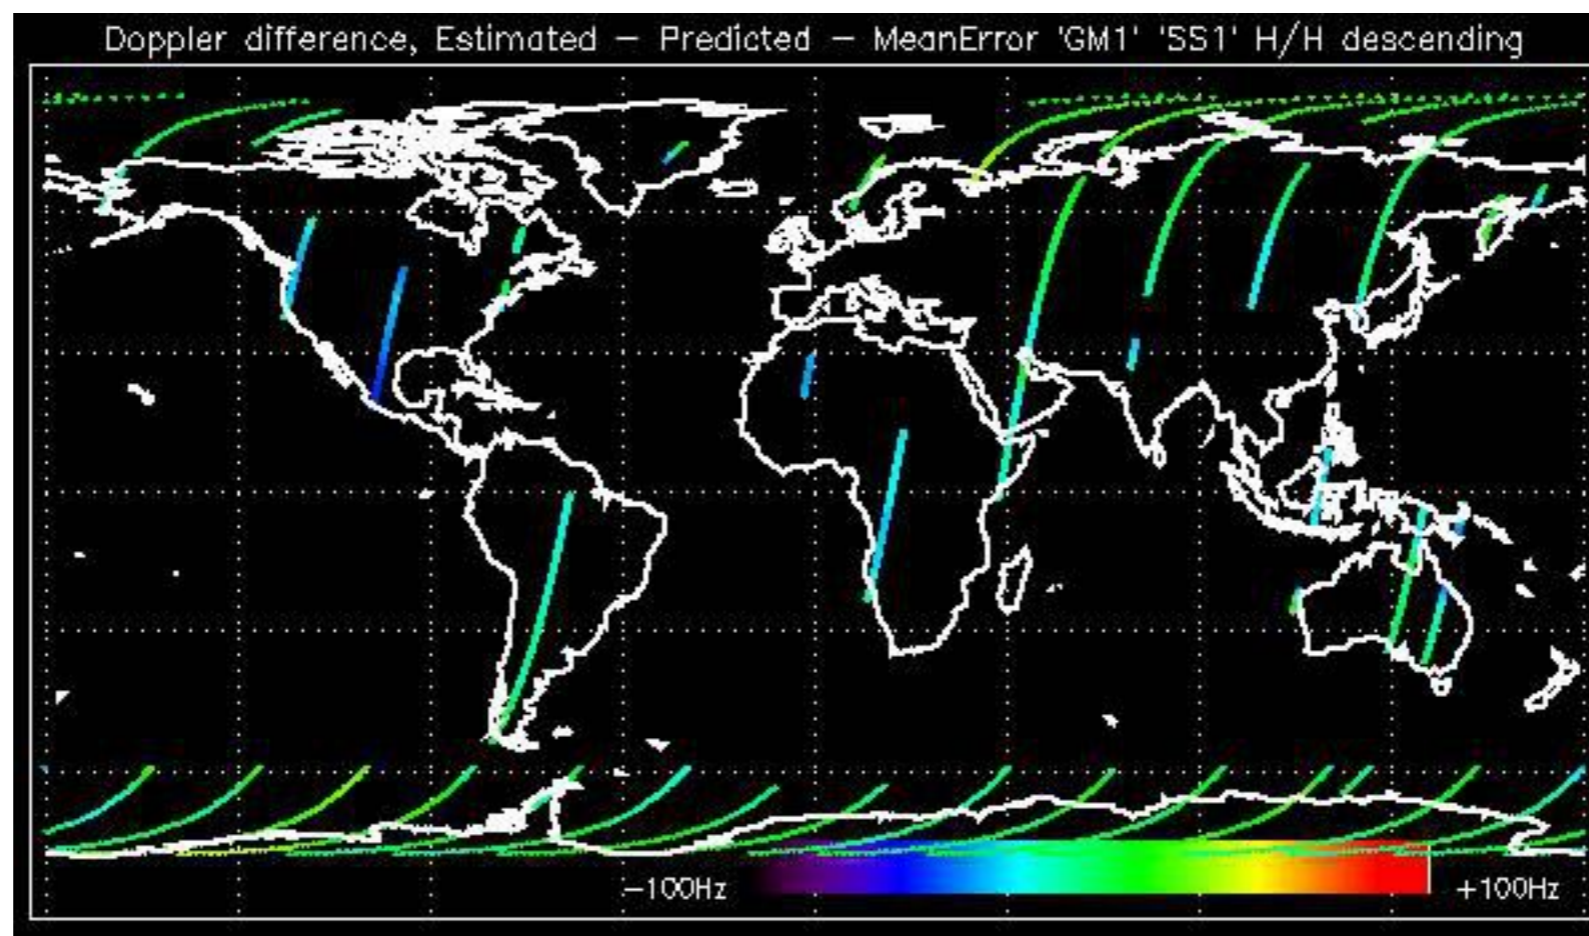 Doppler difference, Estimated – Predicted – MeanError 'GM1' 'SS1' H/H descending
–100Hz
+100Hz